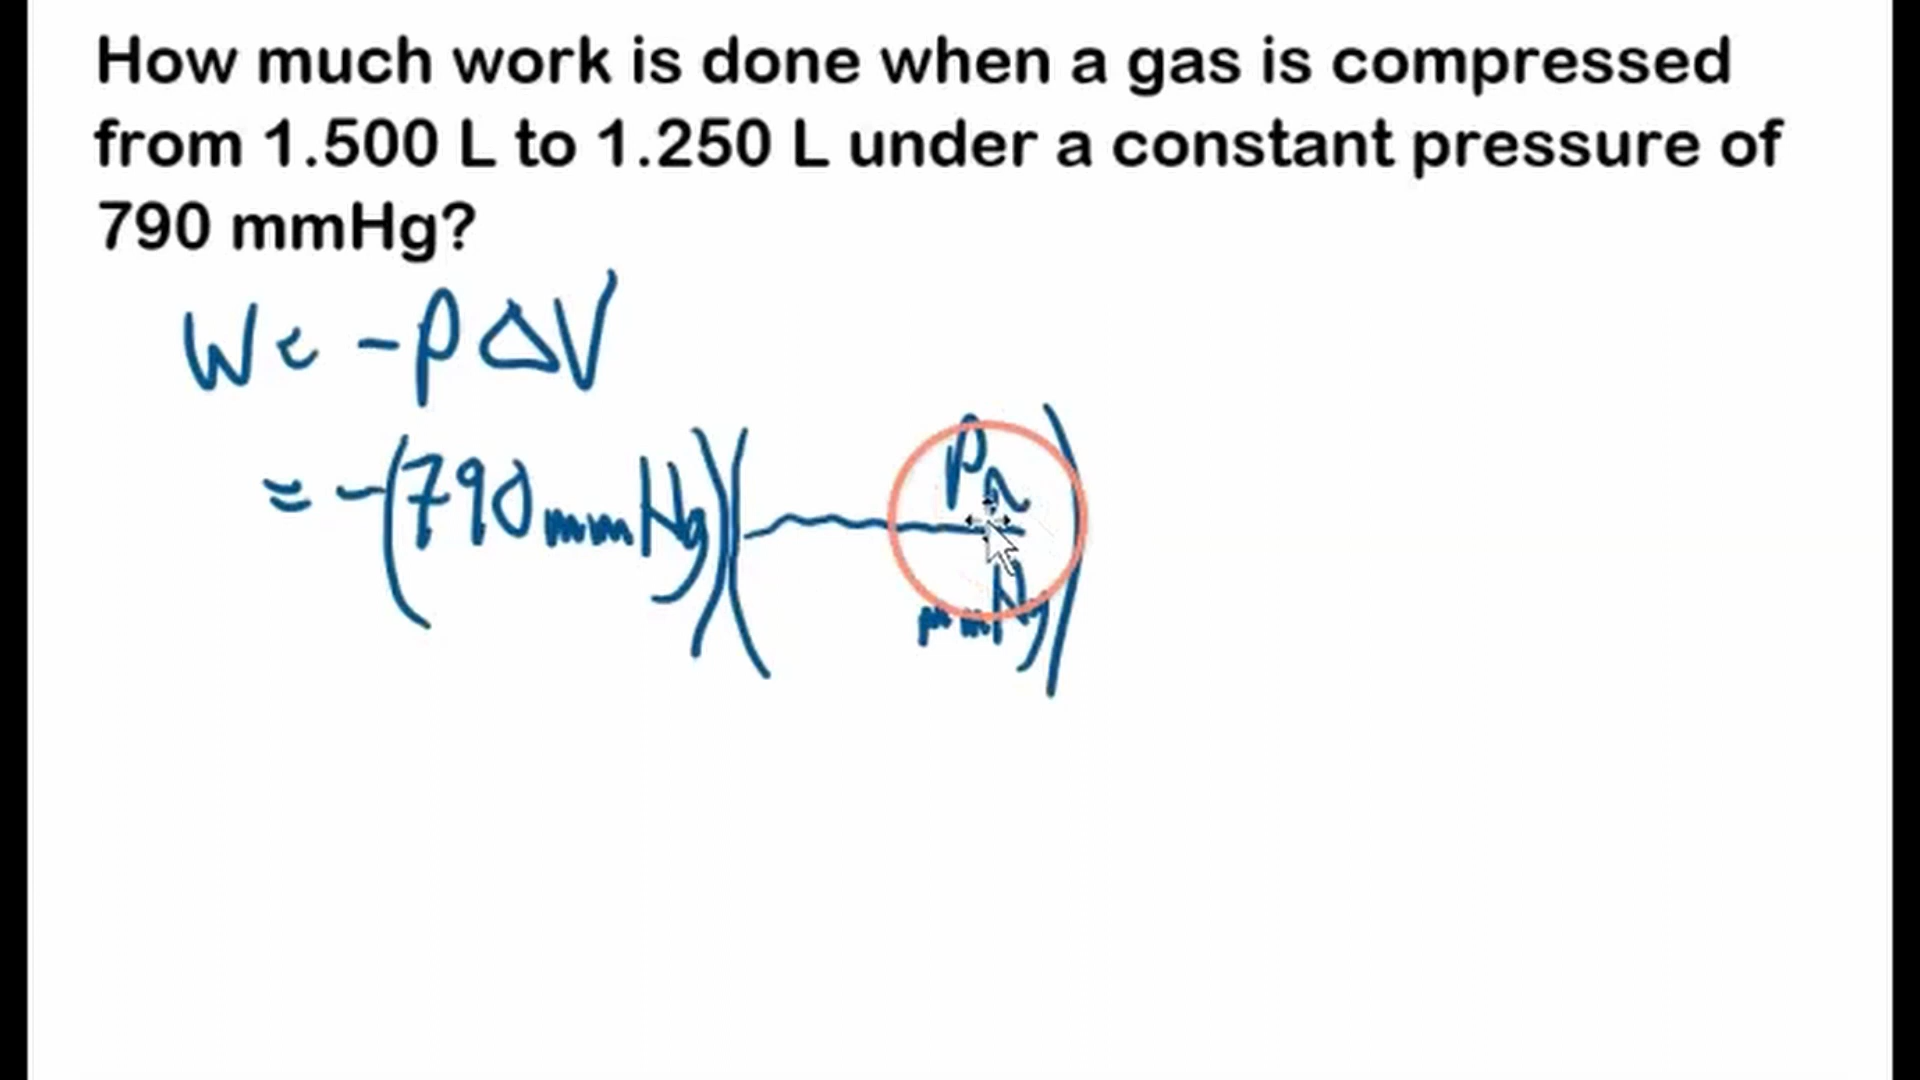 How much work is done when a gas is compressed
from 1.500 L to 1.250 L under a constant pressure of
790 mmHg?
W = -PΔV
= -(790 mmHg)( Pa
mmHg)